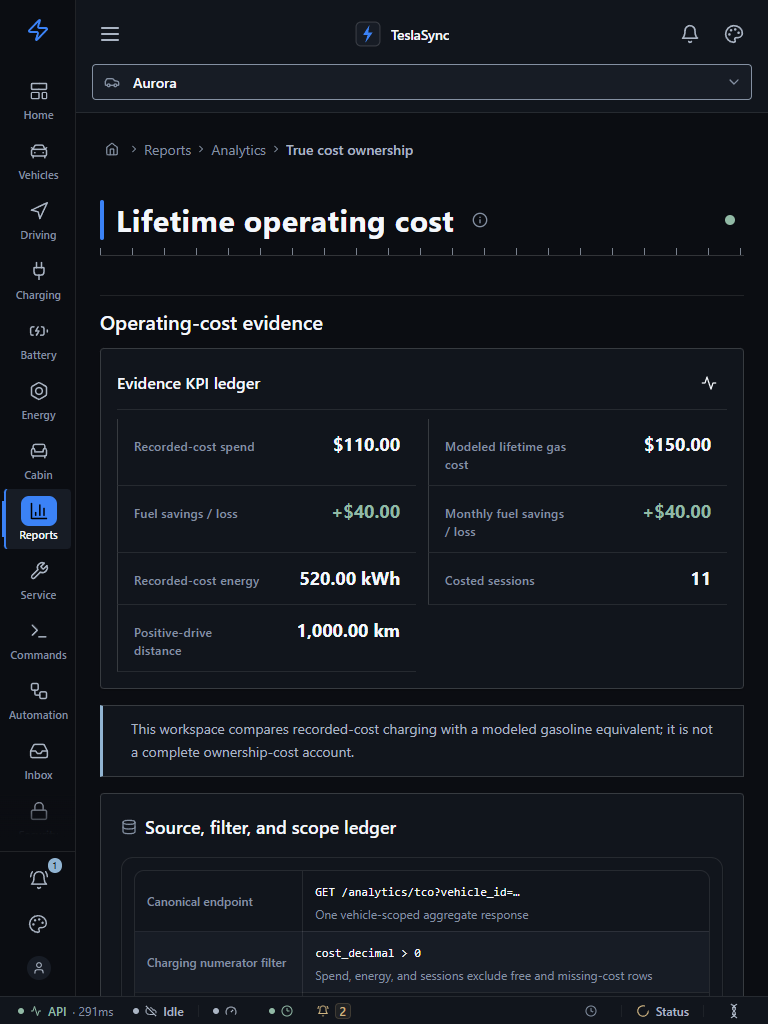 TeslaSync
Aurora
Home
Vehicles
Driving
Charging
Battery
Energy
Cabin
Reports
Service
Commands
Automation
Inbox
1
Reports
Analytics
True cost ownership
Lifetime operating cost
Operating-cost evidence
Evidence KPI ledger
Recorded-cost spend
$110.00
Modeled lifetime gas
cost
$150.00
Fuel savings / loss
+$40.00
Monthly fuel savings
/ loss
+$40.00
Recorded-cost energy
520.00 kWh
Costed sessions
11
Positive-drive
distance
1,000.00 km
This workspace compares recorded-cost charging with a modeled gasoline equivalent; it is not
a complete ownership-cost account.
Source, filter, and scope ledger
Canonical endpoint
GET /analytics/tco?vehicle_id=…
One vehicle-scoped aggregate response
Charging numerator filter
cost_decimal > 0
Spend, energy, and sessions exclude free and missing-cost rows
API · 291ms
Idle
2
Status